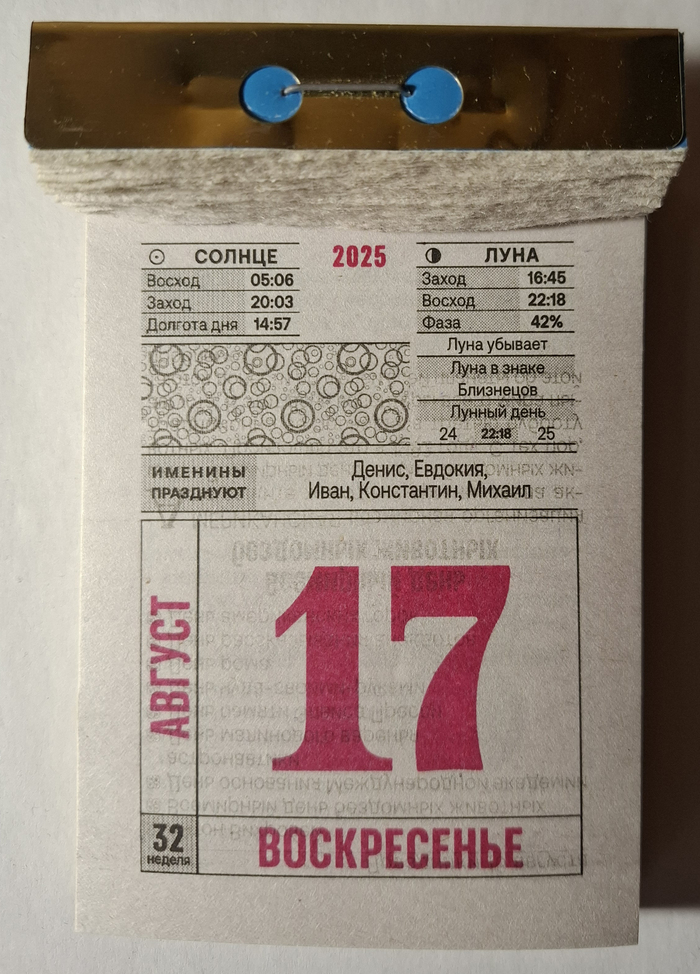 СОЛНЦЕ
Восход 05:06
Заход 20:03
Долгота дня 14:57
2025
ЛУНА
Заход 16:45
Восход 22:18
Фаза 42%
Луна убывает
Луна в знаке
Близнецов
Лунный день
24 22:18 25
ИМЕНИНЫ
ПРАЗДНУЮТ
Денис, Евдокия,
Иван, Константин, Михаил
АВГУСТ
17
32
неделя
ВОСКРЕСЕНЬЕ